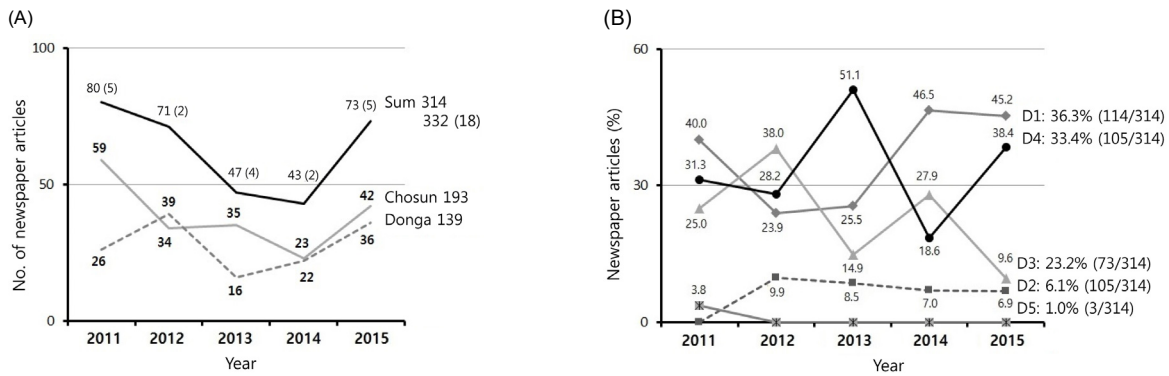 (A)
100
50
0
No. of newspaper articles
80 (5)
71 (2)
47 (4)
43 (2)
73 (5)
59
34
35
23
42
26
39
16
22
36
Sum 314
332 (18)
Chosun 193
Donga 139
2011 2012 2013 2014 2015
Year
(B)
60
30
0
Newspaper articles (%)
40.0
23.9
25.5
46.5
45.2
31.3
28.2
51.1
18.6
38.4
25.0
38.0
14.9
27.9
9.6
9.9
8.5
7.0
6.9
3.8
D1: 36.3% (114/314)
D4: 33.4% (105/314)
D3: 23.2% (73/314)
D2: 6.1% (105/314)
D5: 1.0% (3/314)
2011 2012 2013 2014 2015
Year